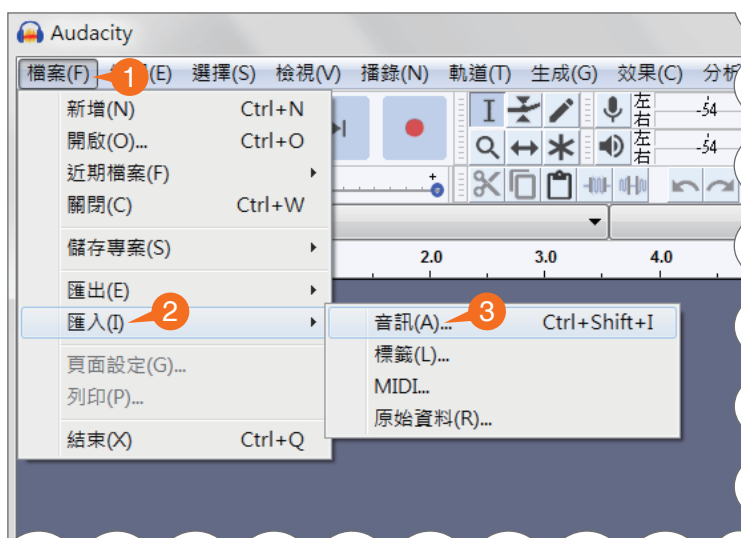 Audacity
檔案(F) 1 (E) 選擇(S) 檢視(V) 播錄(N) 軌道(T) 生成(G) 效果(C) 分析
新增(N) Ctrl+N
開啟(O)... Ctrl+O
近期檔案(F)
關閉(C) Ctrl+W
儲存專案(S)
匯出(E)
匯入(I) 2
頁面設定(G)...
列印(P)...
結束(X) Ctrl+Q
音訊(A)... 3 Ctrl+Shift+I
標籤(L)...
MIDI...
原始資料(R)...
左 -54
右
左 -54
右
2.0 3.0 4.0